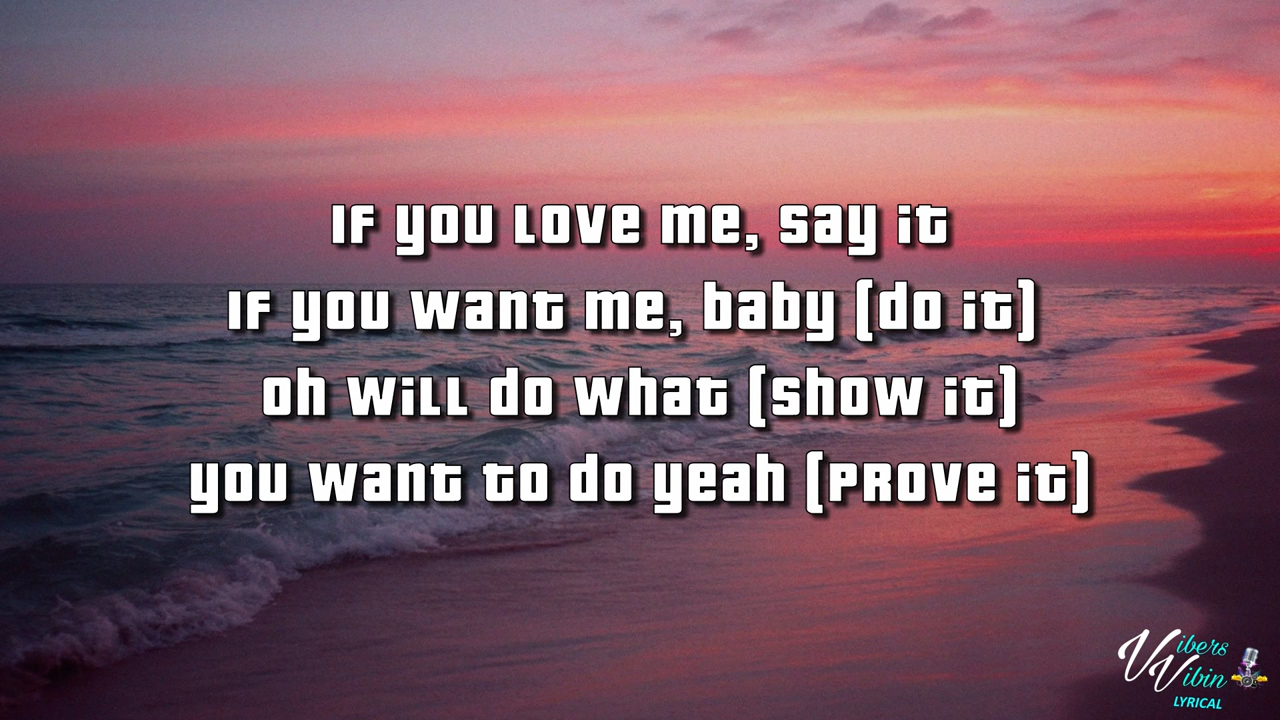 If you love me, say it
If you want me, baby (do it)
Oh will do what (show it)
You want to do yeah (prove it)
Vibers
Vibin
LYRICAL